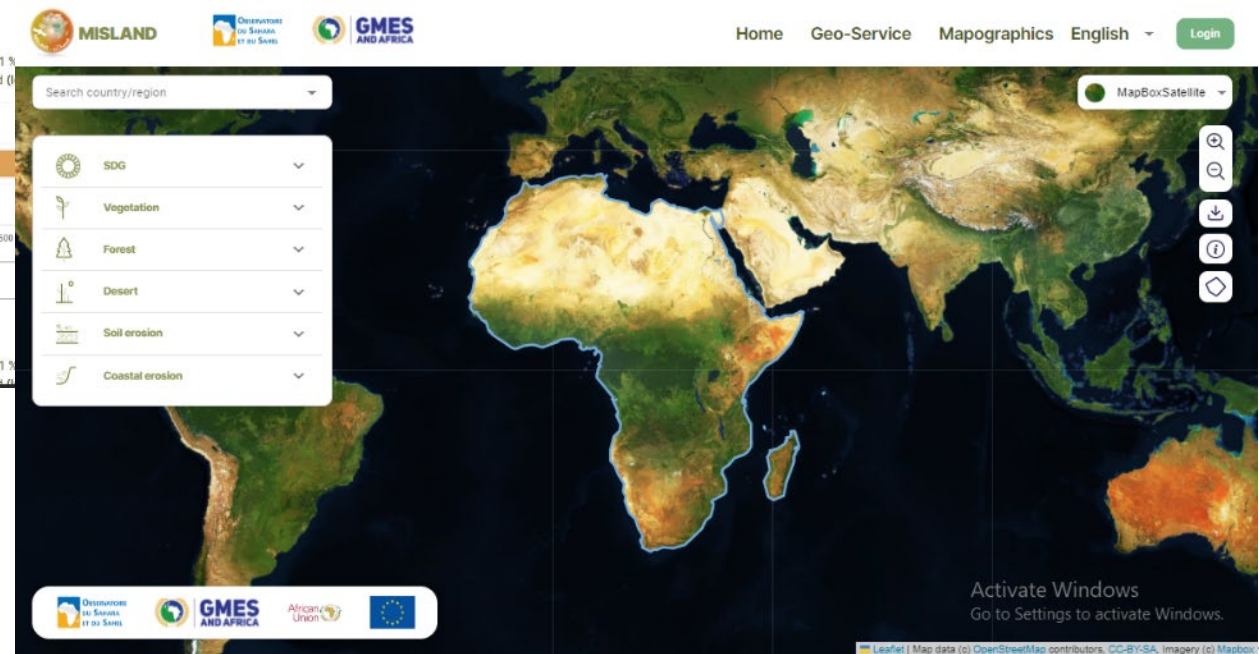 MISLAND
OBSERVATOIRE
DU SAHARA
ET DU SAHEL
GMES
AND AFRICA
Home Geo-Service Mapographics English Login
1 %
Search country/region
MapBoxSatellite
SDG
Vegetation
Forest
Desert
Soil erosion
Coastal erosion
500
1 %
OBSERVATOIRE
DU SAHARA
ET DU SAHEL
GMES
AND AFRICA
African
Union
Activate Windows
Go to Settings to activate Windows.
Leaflet | Map data (c) OpenStreetMap contributors, CC-BY-SA, Imagery (c) Mapbox